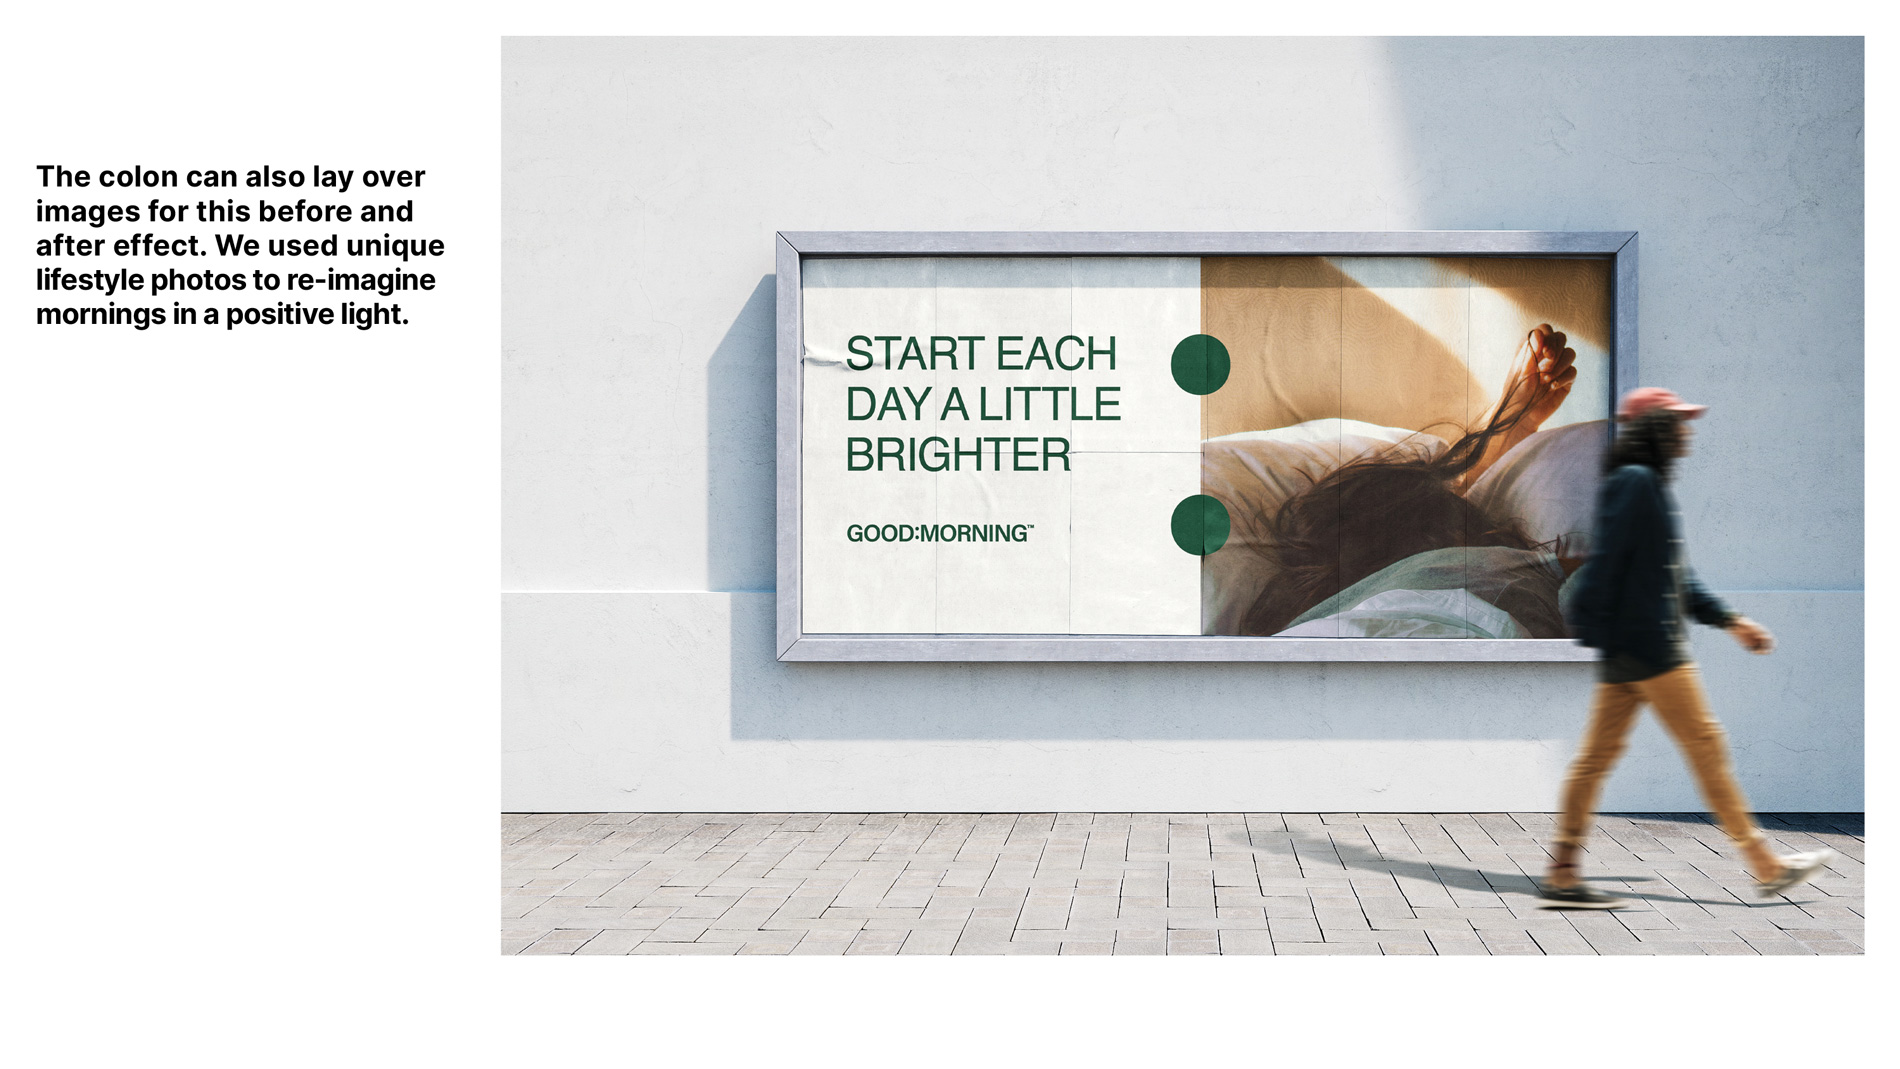 The colon can also lay over
images for this before and
after effect. We used unique
lifestyle photos to re-imagine
mornings in a positive light.
START EACH
DAY A LITTLE
BRIGHTER
GOOD:MORNING™